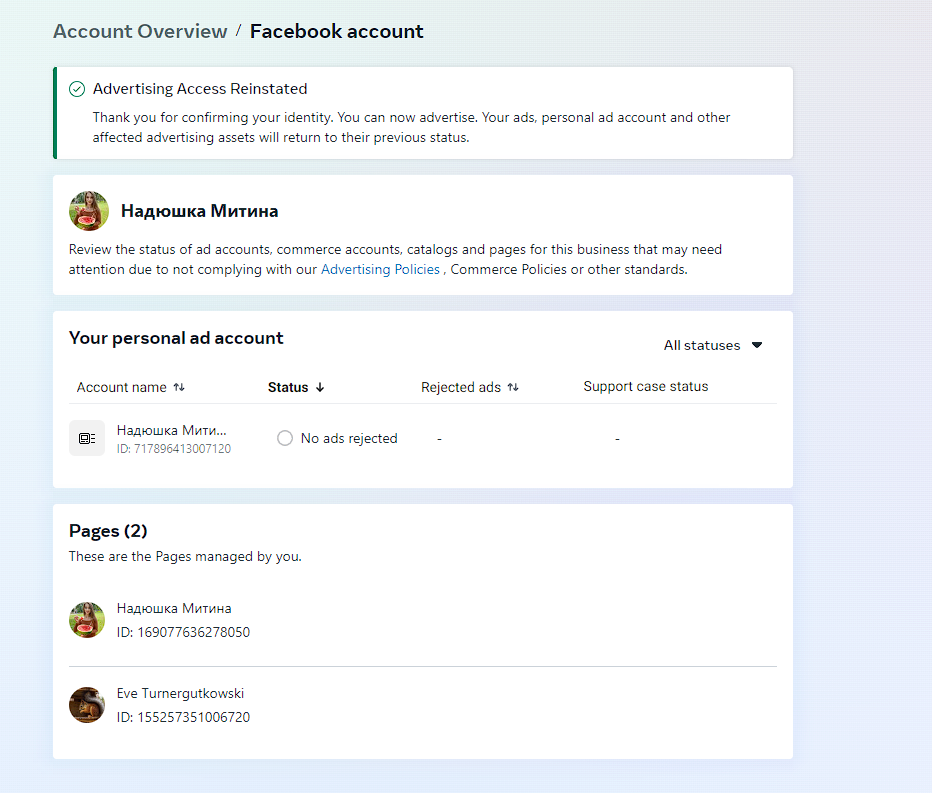 Account Overview / Facebook account
Advertising Access Reinstated
Thank you for confirming your identity. You can now advertise. Your ads, personal ad account and other
affected advertising assets will return to their previous status.
Надюшка Митина
Review the status of ad accounts, commerce accounts, catalogs and pages for this business that may need
attention due to not complying with our Advertising Policies , Commerce Policies or other standards.
Your personal ad account
All statuses
Account name Status Rejected ads Support case status
Надюшка Мити... No ads rejected - -
ID: 717896413007120
Pages (2)
These are the Pages managed by you.
Надюшка Митина
ID: 169077636278050
Eve Turnergutkowski
ID: 155257351006720